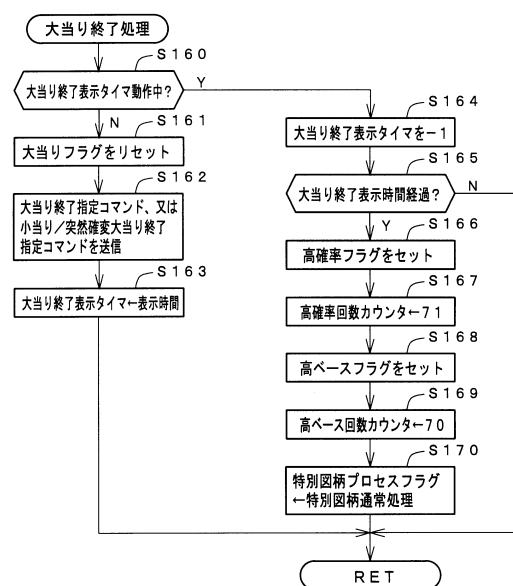 大当り終了処理
S160
大当り終了表示タイマ動作中？
Y
N
S161
大当りフラグをリセット
S162
大当り終了指定コマンド、又は
小当り／突然確変大当り終了
指定コマンドを送信
S163
大当り終了表示タイマ←表示時間
S164
大当り終了表示タイマを－1
S165
大当り終了表示時間経過？
N
Y
S166
高確率フラグをセット
S167
高確率回数カウンタ←71
S168
高ベースフラグをセット
S169
高ベース回数カウンタ←70
S170
特別図柄プロセスフラグ
←特別図柄通常処理
RET